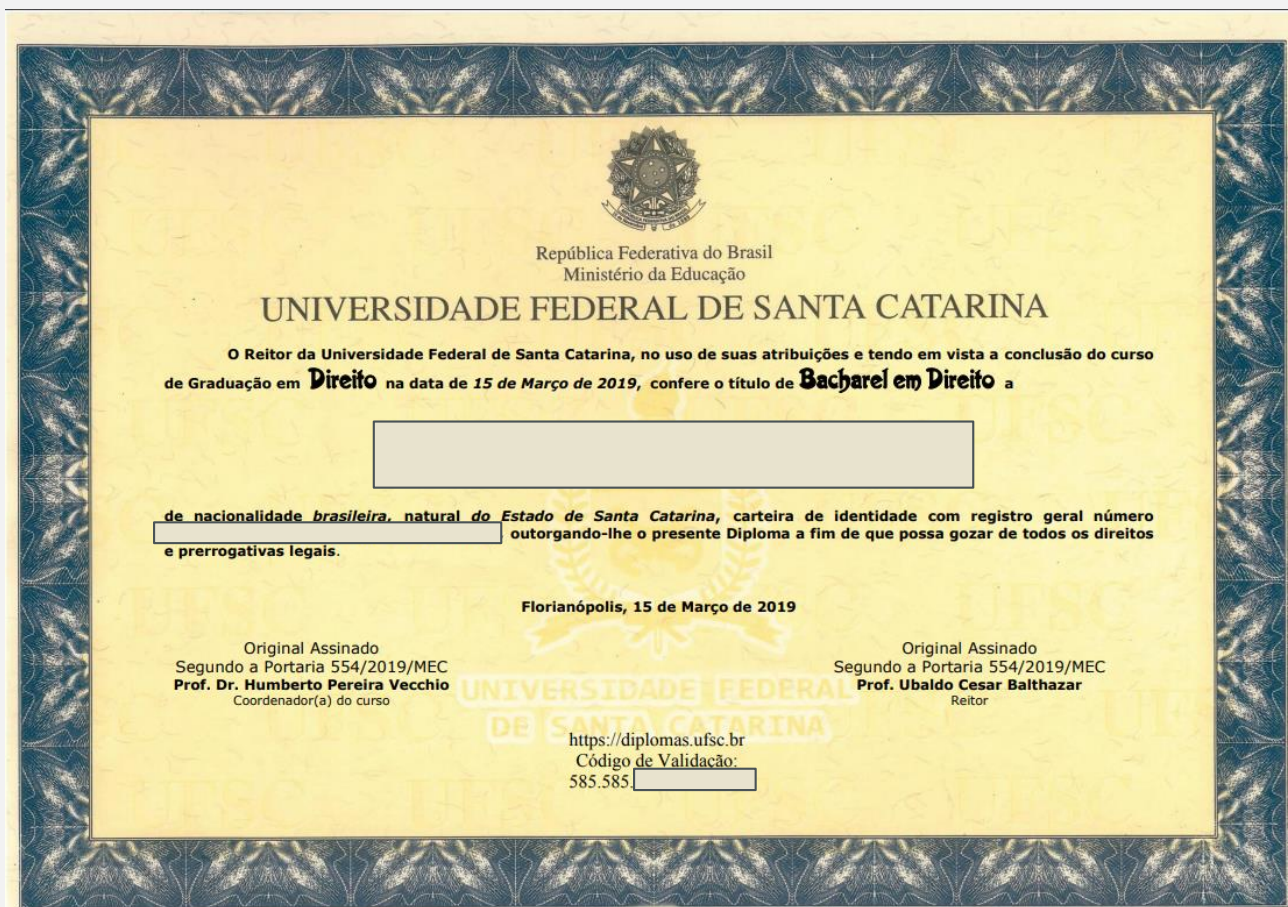 República Federativa do Brasil
Ministério da Educação
UNIVERSIDADE FEDERAL DE SANTA CATARINA
O Reitor da Universidade Federal de Santa Catarina, no uso de suas atribuições e tendo em vista a conclusão do curso
de Graduação em Direito na data de 15 de Março de 2019, confere o título de Bacharel em Direito a
de nacionalidade brasileira, natural do Estado de Santa Catarina, carteira de identidade com registro geral número
outorgando-lhe o presente Diploma a fim de que possa gozar de todos os direitos
e prerrogativas legais.
Florianópolis, 15 de Março de 2019
Original Assinado
Segundo a Portaria 554/2019/MEC
Prof. Dr. Humberto Pereira Vecchio
Coordenador(a) do curso
Original Assinado
Segundo a Portaria 554/2019/MEC
Prof. Ubaldo Cesar Balthazar
Reitor
UNIVERSIDADE FEDERAL
DE SANTA CATARINA
https://diplomas.ufsc.br
Código de Validação:
585.585.